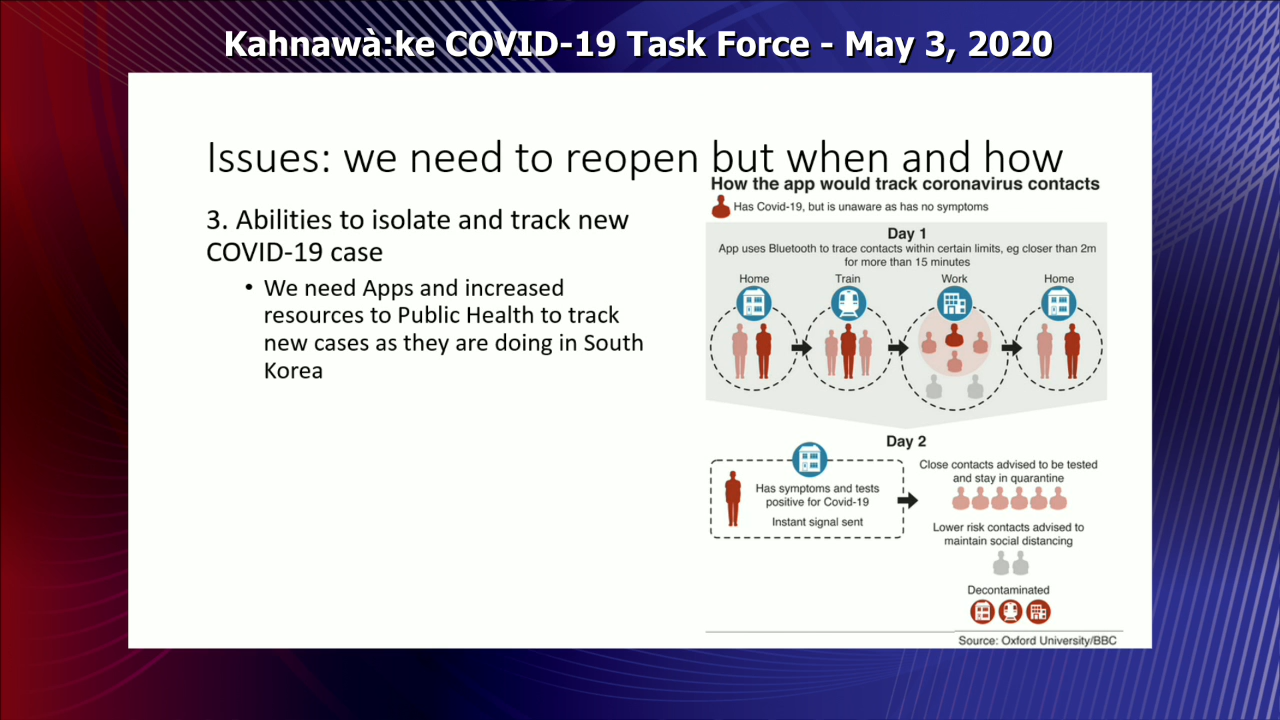 Kahnawà:ke COVID-19 Task Force - May 3, 2020
Issues: we need to reopen but when and how
3. Abilities to isolate and track new
COVID-19 case
• We need Apps and increased
resources to Public Health to track
new cases as they are doing in South
Korea
How the app would track coronavirus contacts
Has Covid-19, but is unaware as has no symptoms
Day 1
App uses Bluetooth to trace contacts within certain limits, eg closer than 2m
for more than 15 minutes
Home Train Work Home
Day 2
Has symptoms and tests
positive for Covid-19
Instant signal sent
Close contacts advised to be tested
and stay in quarantine
Lower risk contacts advised to
maintain social distancing
Decontaminated
Source: Oxford University/BBC